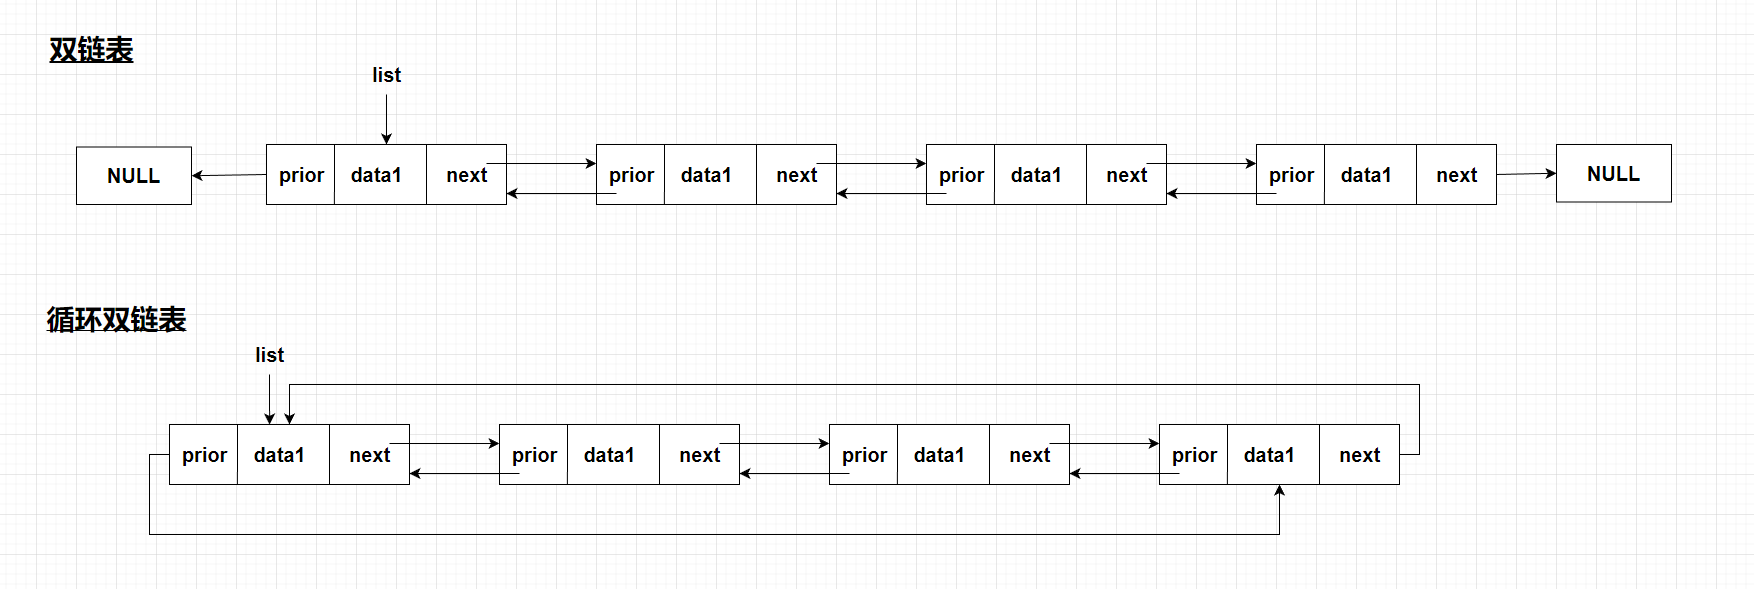 双链表
list
NULL prior data1 next prior data1 next prior data1 next prior data1 next NULL
循环双链表
list
prior data1 next prior data1 next prior data1 next prior data1 next